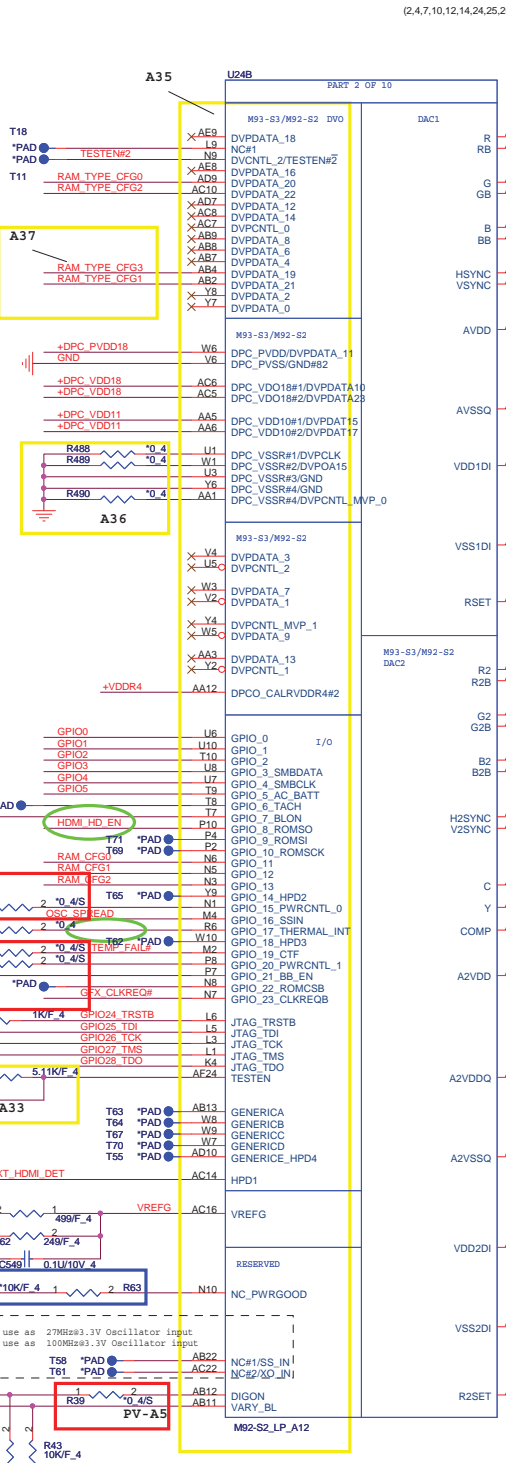 (2,4,7,10,12,14,24,25,2
A35
U24B
PART 2 OF 10
M93-S3/M92-S2 DVO
DAC1
T18
*PAD
*PAD
T11
TESTEN#2
RAM_TYPE_CFG0
RAM_TYPE_CFG2
A37
RAM_TYPE_CFG3
RAM_TYPE_CFG1
AE9 DVPDATA_18
L9 NC#1
N9 DVCNTL_2/TESTEN#2
AE8 DVPDATA_16
AD9 DVPDATA_20
AC10 DVPDATA_22
AD7 DVPDATA_12
AC8 DVPDATA_14
AC7 DVPCNTL_0
AB9 DVPDATA_8
AB8 DVPDATA_6
AB7 DVPDATA_4
AB4 DVPDATA_19
AB2 DVPDATA_21
Y8 DVPDATA_2
Y7 DVPDATA_0
R
RB
G
GB
B
BB
HSYNC
VSYNC
AVDD
AVSSQ
VDD1DI
VSS1DI
RSET
M93-S3/M92-S2
+DPC_PVDD18 W6 DPC_PVDD/DVPDATA_11
GND V6 DPC_PVSS/GND#82
+DPC_VDD18 AC6 DPC_VDO18#1/DVPDATA10
+DPC_VDD18 AC5 DPC_VDO18#2/DVPDATA23
+DPC_VDD11 AA5 DPC_VDD10#1/DVPDAT15
+DPC_VDD11 AA6 DPC_VDD10#2/DVPDAT17
R488 *0_4 U1 DPC_VSSR#1/DVPCLK
R489 *0_4 W1 DPC_VSSR#2/DVPOA15
U3 DPC_VSSR#3/GND
Y6 DPC_VSSR#4/GND
R490 *0_4 AA1 DPC_VSSR#4/DVPCNTL_MVP_0
A36
M93-S3/M92-S2
V4 DVPDATA_3
U5 DVPCNTL_2
W3 DVPDATA_7
V2 DVPDATA_1
Y4 DVPCNTL_MVP_1
W5 DVPDATA_9
AA3 DVPDATA_13
Y2 DVPCNTL_1
+VDDR4 AA12 DPCO_CALRVDDR4#2
M93-S3/M92-S2
DAC2
R2
R2B
G2
G2B
B2
B2B
H2SYNC
V2SYNC
C
Y
COMP
A2VDD
A2VDDQ
A2VSSQ
VDD2DI
VSS2DI
R2SET
I/O
GPIO0 U6 GPIO_0
GPIO1 U10 GPIO_1
GPIO2 T10 GPIO_2
GPIO3 U8 GPIO_3_SMBDATA
GPIO4 U7 GPIO_4_SMBCLK
GPIO5 T9 GPIO_5_AC_BATT
AD T8 GPIO_6_TACH
T7 GPIO_7_BLON
HDMI_HD_EN P10 GPIO_8_ROMSO
T71 *PAD P4 GPIO_9_ROMSI
T69 *PAD P2 GPIO_10_ROMSCK
RAM_CFG0 N6 GPIO_11
RAM_CFG1 N5 GPIO_12
RAM_CFG2 N3 GPIO_13
T65 *PAD Y9 GPIO_14_HPD2
2 *0_4/S N1 GPIO_15_PWRCNTL_0
OSC_SPREAD M4 GPIO_16_SSIN
2 *0_4 R6 GPIO_17_THERMAL_INT
T62 *PAD W10 GPIO_18_HPD3
2 *0_4/S TEMP_FAIL# M2 GPIO_19_CTF
2 *0_4/S P8 GPIO_20_PWRCNTL_1
P7 GPIO_21_BB_EN
*PAD N8 GPIO_22_ROMCSB
GFX_CLKREQ# N7 GPIO_23_CLKREQB
1K/F_4 GPIO24_TRSTB L6 JTAG_TRSTB
GPIO25_TDI L5 JTAG_TDI
GPIO26_TCK L3 JTAG_TCK
GPIO27_TMS L1 JTAG_TMS
GPIO28_TDO K4 JTAG_TDO
5.11K/F_4 AF24 TESTEN
A33
T63 *PAD AB13 GENERICA
T64 *PAD W8 GENERICB
T67 *PAD W9 GENERICC
T70 *PAD W7 GENERICD
T55 *PAD AD10 GENERICE_HPD4
XT_HDMI_DET AC14 HPD1
VREFG AC16 VREFG
2 1
499/F_4
62 2
249/F_4
C549 0.1U/10V_4
RESERVED
*10K/F_4 1 2 R63 N10 NC_PWRGOOD
use as 27MHz@3.3V Oscillator input
use as 100MHz@3.3V Oscillator input
T58 *PAD AB22 NC#1/SS_IN
T61 *PAD AC22 NC#2/XO_IN
1 2 AB12 DIGON
R39 *0_4/S AB11 VARY_BL
PV-A5
M92-S2_LP_A12
2 2
R43
10K/F_4